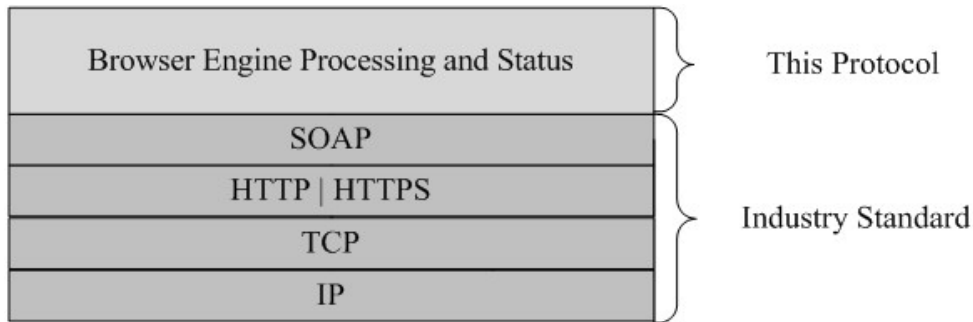 Browser Engine Processing and Status
This Protocol
SOAP
HTTP | HTTPS
TCP
IP
Industry Standard